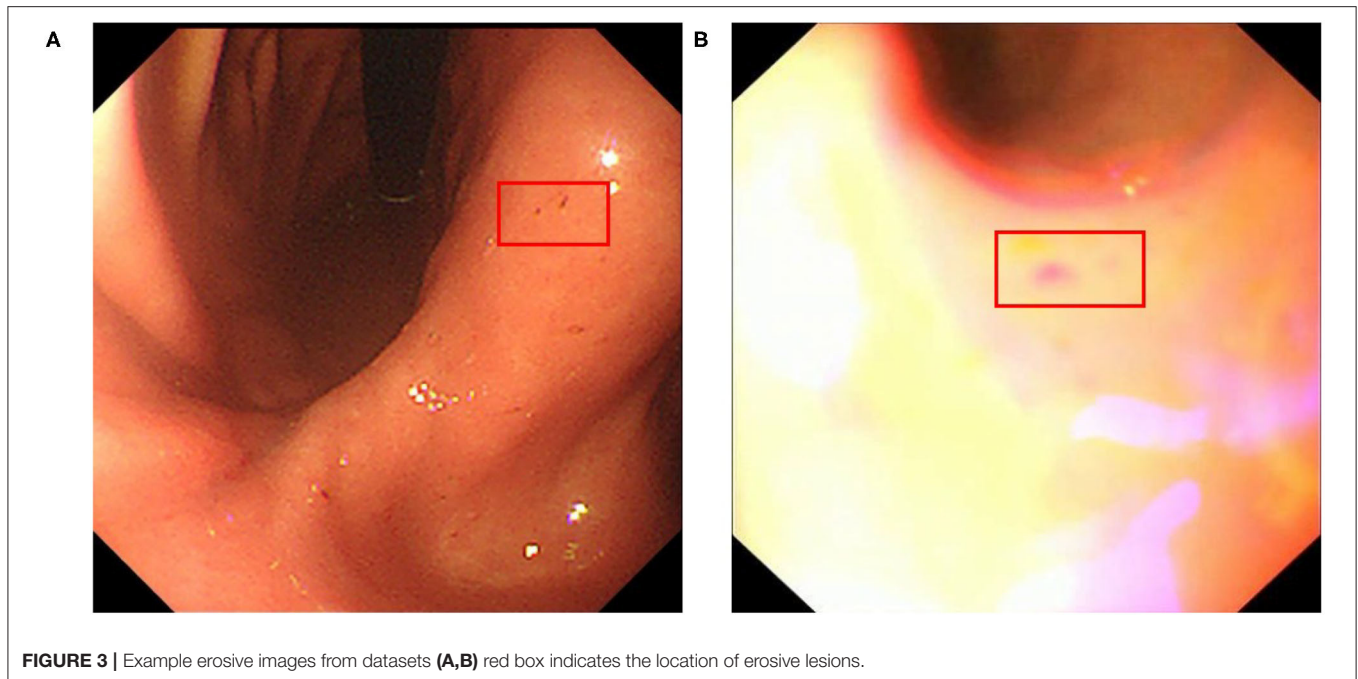 A
B
FIGURE 3 | Example erosive images from datasets (A,B) red box indicates the location of erosive lesions.